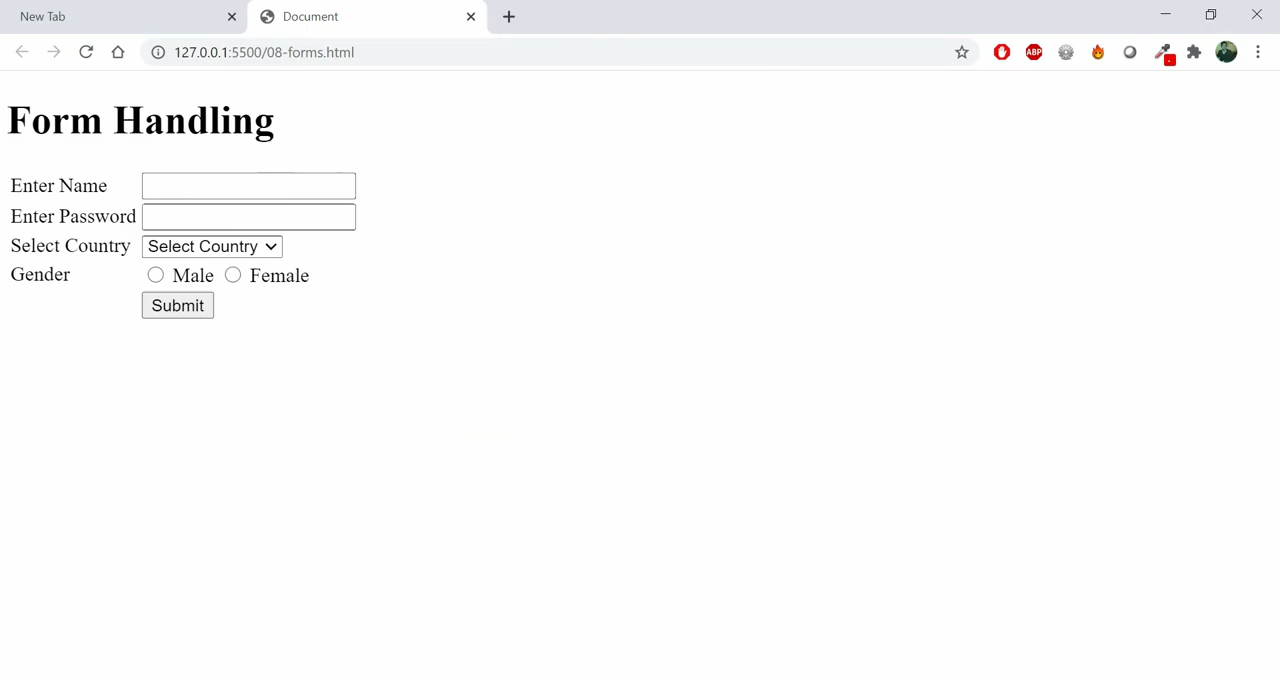 New Tab
Document
127.0.0.1:5500/08-forms.html
ABP
Form Handling
Enter Name
Enter Password
Select Country Select Country
Gender Male Female
Submit